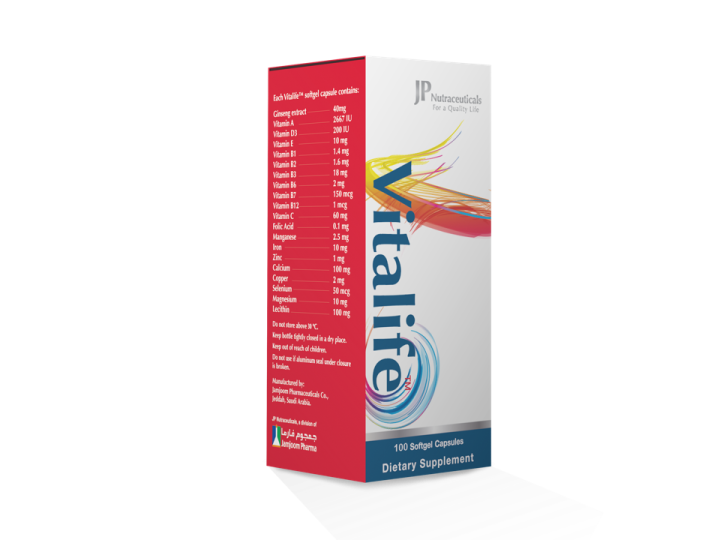 Each Vitalife™ softgel capsule contains:
Ginseng extract 40mg
Vitamin A 2667 IU
Vitamin D3 200 IU
Vitamin E 10 mg
Vitamin B1 1.4 mg
Vitamin B2 1.6 mg
Vitamin B3 18 mg
Vitamin B6 2 mg
Vitamin B7 150 mcg
Vitamin B12 1 mcg
Vitamin C 60 mg
Folic Acid 0.1 mg
Manganese 2.5 mg
Iron 10 mg
Zinc 1 mg
Calcium 100 mg
Copper 2 mg
Selenium 50 mcg
Magnesium 10 mg
Lecithin 100 mg
Do not store above 30 °C.
Keep bottle tightly closed in a dry place.
Keep out of reach of children.
Do not use if aluminum seal under closure
is broken.
Manufactured by:
Jamjoom Pharmaceuticals Co.,
Jeddah, Saudi Arabia.
JP Nutraceuticals, a division of
جمجوم فارما
Jamjoom Pharma
JP Nutraceuticals
For a Quality Life
Vitalife™
100 Softgel Capsules
Dietary Supplement